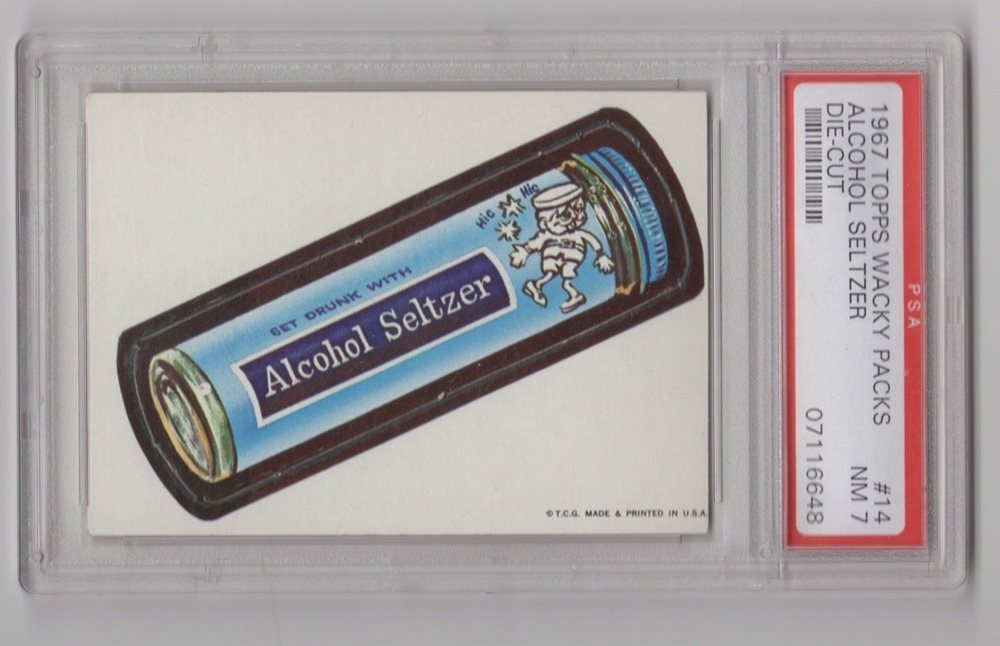 PSA
1967 TOPPS WACKY PACKS #14
ALCOHOL SELTZER NM 7
DIE-CUT 07116648
Hic Hic
GET DRUNK WITH
Alcohol Seltzer
© T.C.G. MADE & PRINTED IN U.S.A.